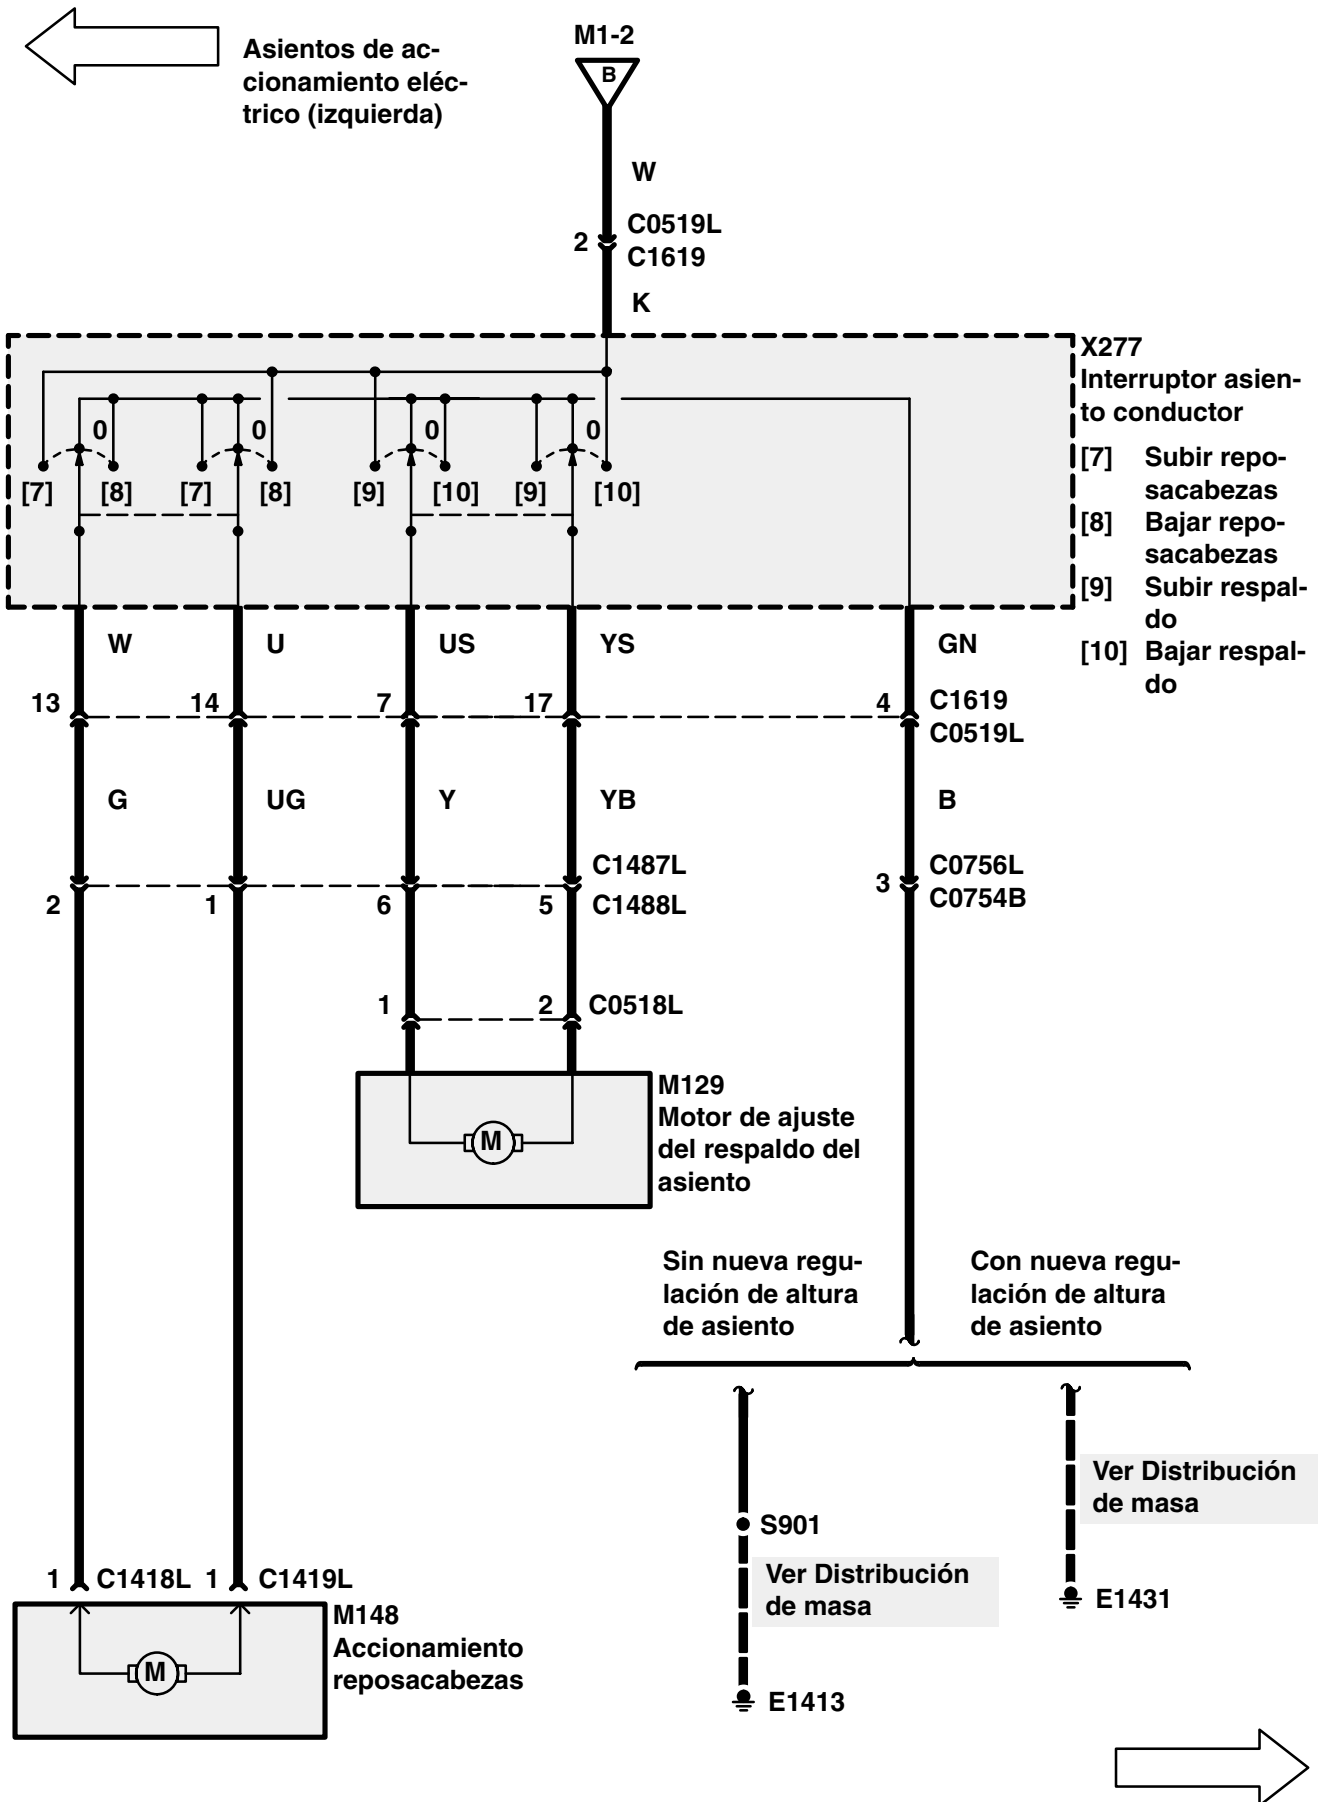 Asientos de ac-
cionamiento eléc-
trico (izquierda)
M1-2
B
W
2
C0519L
C1619
K
X277
Interruptor asien-
to conductor
[7] Subir repo-
sacabezas
[8] Bajar repo-
sacabezas
[9] Subir respal-
do
[10] Bajar respal-
do
0 0 0 0
[7] [8] [7] [8] [9] [10] [9] [10]
W U US YS GN
13 14 7 17 4
C1619
C0519L
G UG Y YB B
C1487L
C1488L
2 1 6 5
3
C0756L
C0754B
1 2 C0518L
M
M129
Motor de ajuste
del respaldo del
asiento
Sin nueva regu-
lación de altura
de asiento
Con nueva regu-
lación de altura
de asiento
Ver Distribución
de masa
S901
Ver Distribución
de masa
E1431
E1413
1 C1418L 1 C1419L
M
M148
Accionamiento
reposacabezas